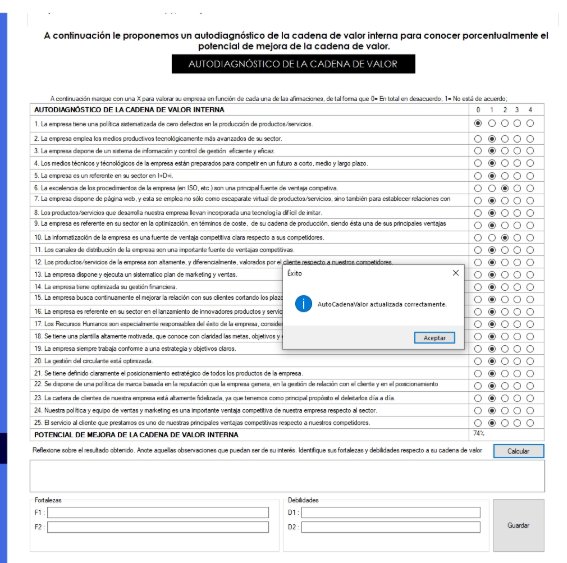 A continuación le proponemos un autodiagnóstico de la cadena de valor interna para conocer porcentualmente el
potencial de mejora de la cadena de valor.
AUTODIAGNÓSTICO DE LA CADENA DE VALOR
A continuación marque con una X para valorar su empresa en función de cada una de las afirmaciones, de tal forma que 0= En total en desacuerdo; 1= No está de acuerdo;
AUTODIAGNÓSTICO DE LA CADENA DE VALOR INTERNA 0 1 2 3 4
1. La empresa tiene una política sistematizada de cero defectos en la producción de productos/servicios.
2. La empresa emplea los medios productivos tecnológicamente más avanzados de su sector.
3. La empresa dispone de un sistema de información y control de gestión eficiente y eficaz.
4. Los medios técnicos y técnológicos de la empresa están preparados para competir en un futuro a corto, medio y largo plazo.
5. La empresa es un referente en su sector en I+D+i.
6. La excelencia de los procedimientos de la empresa (en ISO, etc.) son una principal fuente de ventaja competiva.
7. La empresa dispone de página web, y esta se emplea no sólo como escaparate virtual de productos/servicios, sino también para establecer relaciones con
8. Los productos/servicios que desarrolla nuestra empresa llevan incorporada una tecnología difícil de imitar.
9. La empresa es referente en su sector en la optimización, en términos de coste, de su cadena de producción, siendo ésta una de sus principales ventajas
10. La informatización de la empresa es una fuente de ventaja competitiva clara respecto a sus competidores.
11. Los canales de distribución de la empresa son una importante fuente de ventajas competitivas.
12. Los productos/servicios de la empresa son altamente, y diferencialmente, valorados por el cliente respecto a nuestros competidores.
13. La empresa dispone y ejecuta un sistematico plan de marketing y ventas.
14. La empresa tiene optimizada su gestión financiera.
15. La empresa busca continuamente el mejorar la relación con sus clientes cortando los plazo
16. La empresa es referente en su sector en el lanzamiento de innovadores productos y servic
17. Los Recursos Humanos son especialmente responsables del éxito de la empresa, conside
18. Se tiene una plantilla altamente motivada, que conoce con claridad las metas, objetivos y
19. La empresa siempre trabaja conforme a una estrategia y objetivos claros.
20. La gestión del circulante está optimizada.
21. Se tiene definido claramente el posicionamiento estratégico de todos los productos de la empresa.
22. Se dispone de una política de marca basada en la reputación que la empresa genera, en la gestión de relación con el cliente y en el posicionamiento
23. La cartera de clientes de nuestra empresa está altamente fidelizada, ya que tenemos como principal propósito el deleitarlos día a día.
24. Nuestra política y equipo de ventas y marketing es una importante ventaja competitiva de nuestra empresa respecto al sector.
25. El servicio al cliente que prestamos es uno de nuestras principales ventajas competitivas respecto a nuestros competidores.
Éxito
AutoCadenaValor actualizada correctamente.
Aceptar
POTENCIAL DE MEJORA DE LA CADENA DE VALOR INTERNA 74%
Reflexione sobre el resultado obtenido. Anote aquellas observaciones que puedan ser de su interés. Identifique sus fortalezas y debilidades respecto a su cadena de valor
Calcular
Fortalezas
F1 :
F2 :
Debilidades
D1 :
D2 :
Guardar